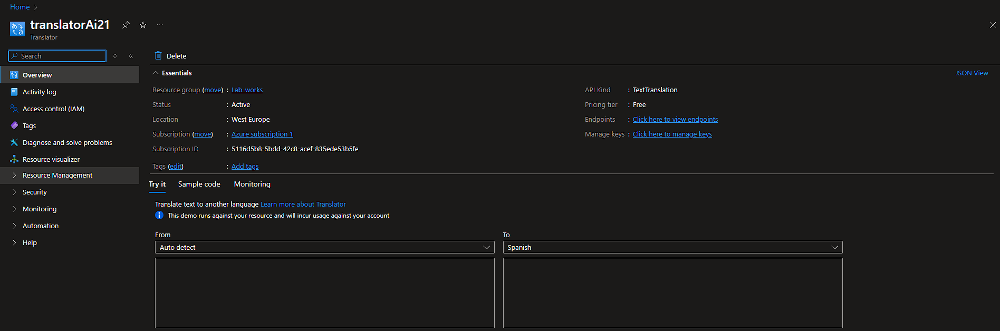 Home
translatorAi21
Translator
Search
Delete
Overview
Essentials
JSON View
Activity log
Resource group (move) : Lab_works
API Kind : TextTranslation
Access control (IAM)
Status : Active
Pricing tier : Free
Tags
Location : West Europe
Endpoints : Click here to view endpoints
Diagnose and solve problems
Subscription (move) : Azure subscription 1
Manage keys : Click here to manage keys
Resource visualizer
Subscription ID : 5116d5b8-5bdd-42c8-acef-835ede53b5fe
Resource Management
Tags (edit) : Add tags
Security
Try it Sample code Monitoring
Monitoring
Translate text to another language Learn more about Translator
Automation
This demo runs against your resource and will incur usage against your account
Help
From
To
Auto detect
Spanish